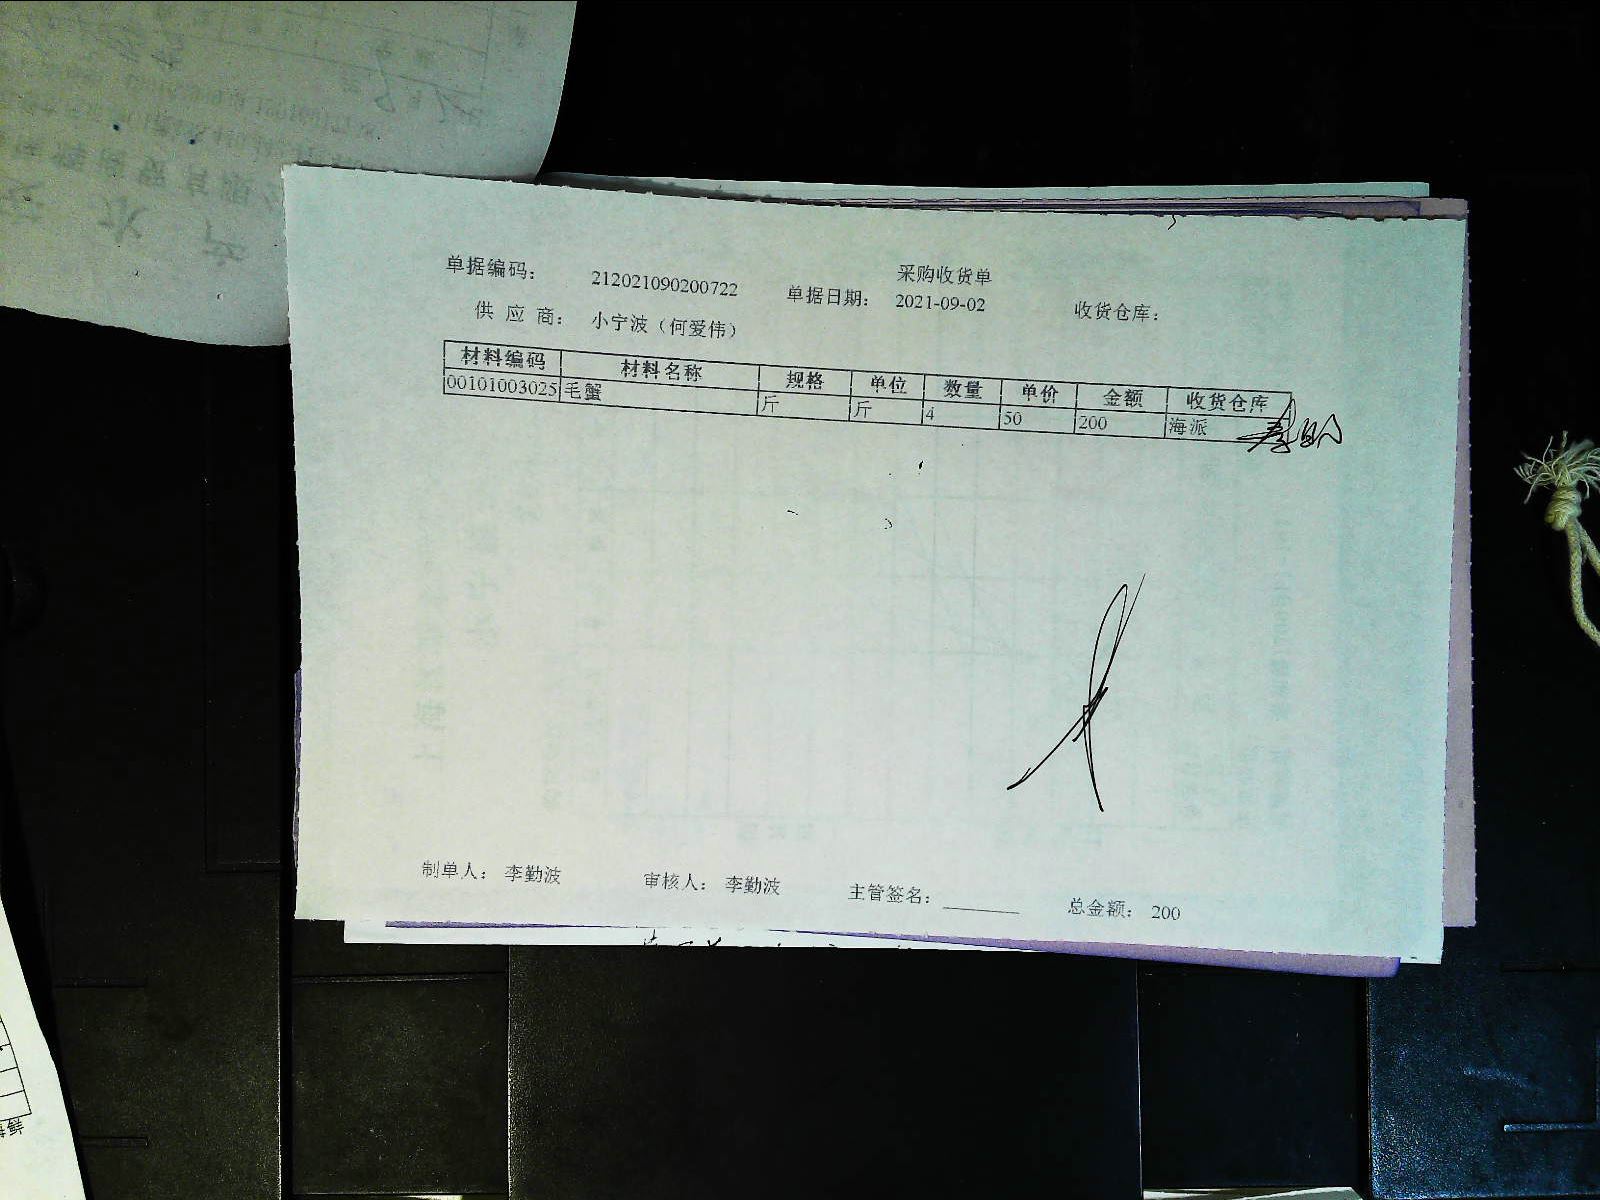 采购收货单
单据编码： 212021090200722 单据日期： 2021-09-02 收货仓库：
供 应 商： 小宁波（何爱伟）
材料编码 材料名称 规格 单位 数量 单价 金额 收货仓库
00101003025 毛蟹 斤 斤 4 50 200 海派
制单人： 李勤波 审核人： 李勤波 主管签名： 总金额： 200